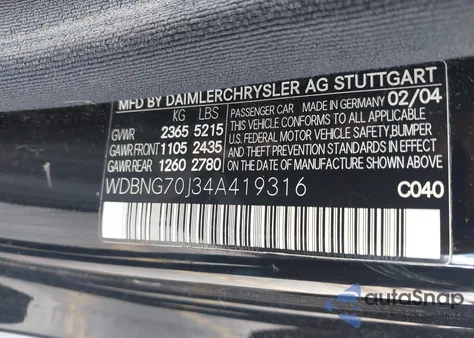 MFD BY DAIMLERCHRYSLER AG STUTTGART
KG LBS
GVWR 2365 5215
GAWR FRONT 1105 2435
GAWR REAR 1260 2780
PASSENGER CAR MADE IN GERMANY 02/04
THIS VEHICLE CONFORMS TO ALL APPLICABLE
U.S. FEDERAL MOTOR VEHICLE SAFETY, BUMPER
AND THEFT PREVENTION STANDARDS
IN EFFECT ON THE
DATE OF MANUFACTURE SHOWN ABOVE
WDBNG70J34A419316
C040
autoSnap